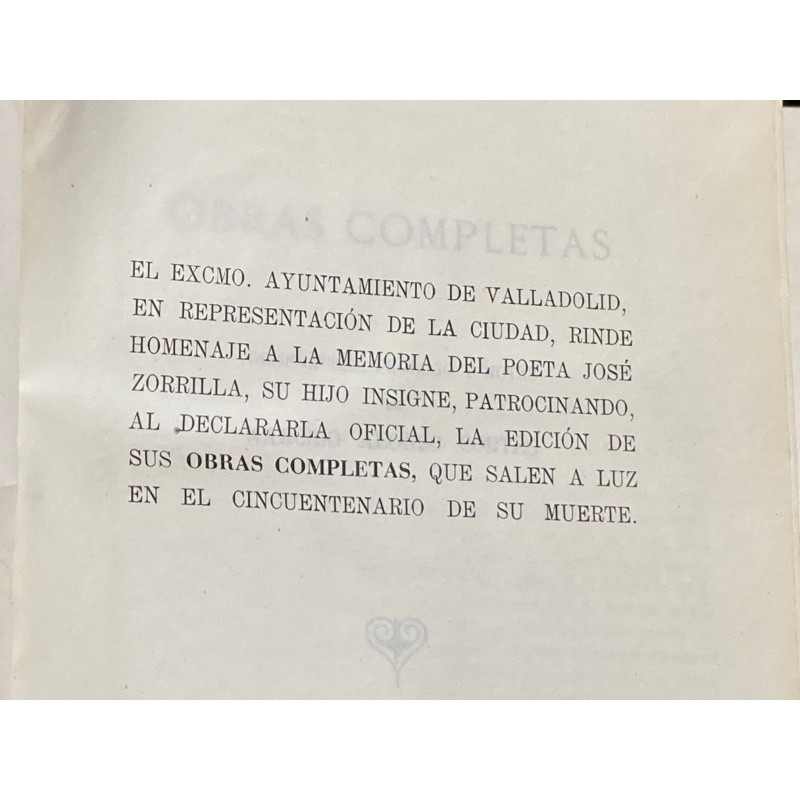 OBRAS COMPLETAS
EL EXCMO. AYUNTAMIENTO DE VALLADOLID,
EN REPRESENTACIÓN DE LA CIUDAD, RINDE
HOMENAJE A LA MEMORIA DEL POETA JOSÉ
ZORRILLA, SU HIJO INSIGNE, PATROCINANDO,
AL DECLARARLA OFICIAL, LA EDICIÓN DE
SUS OBRAS COMPLETAS, QUE SALEN A LUZ
EN EL CINCUENTENARIO DE SU MUERTE.